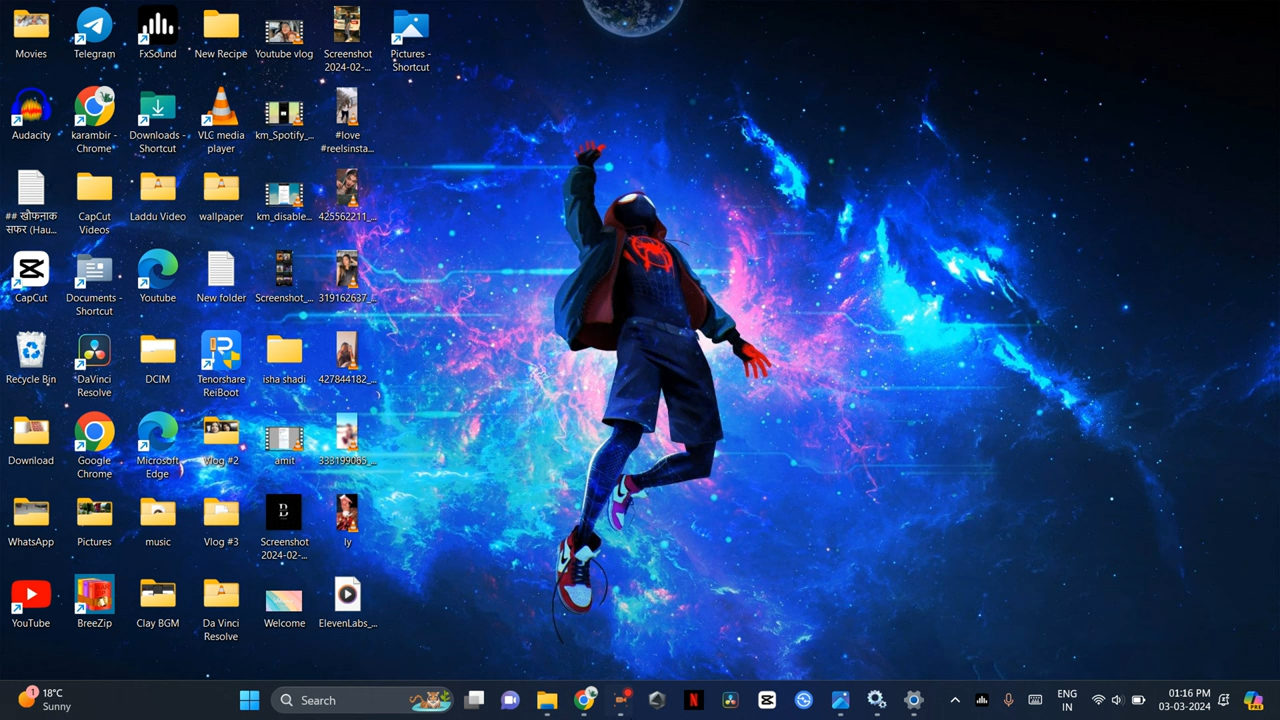 Movies
Telegram
FxSound
New Recipe
Youtube vlog
Screenshot
2024-02-...
Pictures -
Shortcut
Audacity
karambir -
Chrome
Downloads -
Shortcut
VLC media
player
km_Spotify_...
#love
#reelsinsta...
## खौफनाक
सफर (Hau...
CapCut
Videos
Laddu Video
wallpaper
km_disable...
425562211_...
CapCut
Documents -
Shortcut
Youtube
New folder
Screenshot_...
319162637_...
Recycle Bin
DaVinci
Resolve
DCIM
Tenorshare
ReiBoot
isha shadi
427844182_...
Download
Google
Chrome
Microsoft
Edge
Vlog #2
amit
333199065_...
WhatsApp
Pictures
music
Vlog #3
B
Screenshot
2024-02-...
ly
YouTube
BreeZip
Clay BGM
Da Vinci
Resolve
Welcome
ElevenLabs_...
1
18°C
Sunny
Search
N
ENG
IN
01:16 PM
03-03-2024
PRE